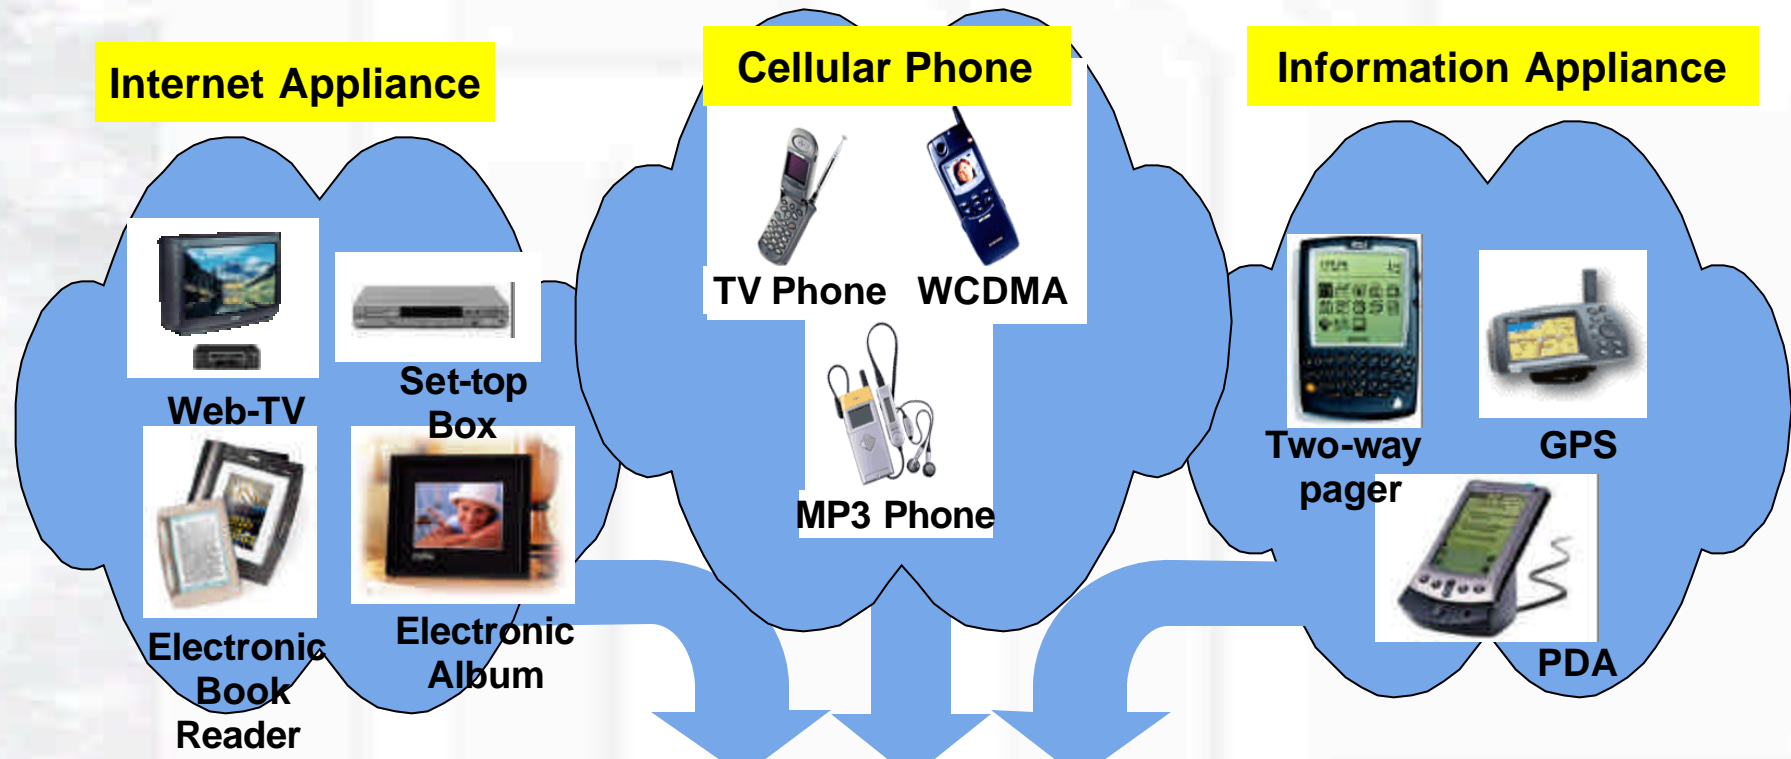 Internet Appliance
Cellular Phone
Information Appliance
Web-TV
Set-top
Box
Electronic
Book
Reader
Electronic
Album
TV Phone
WCDMA
MP3 Phone
Two-way
pager
GPS
PDA